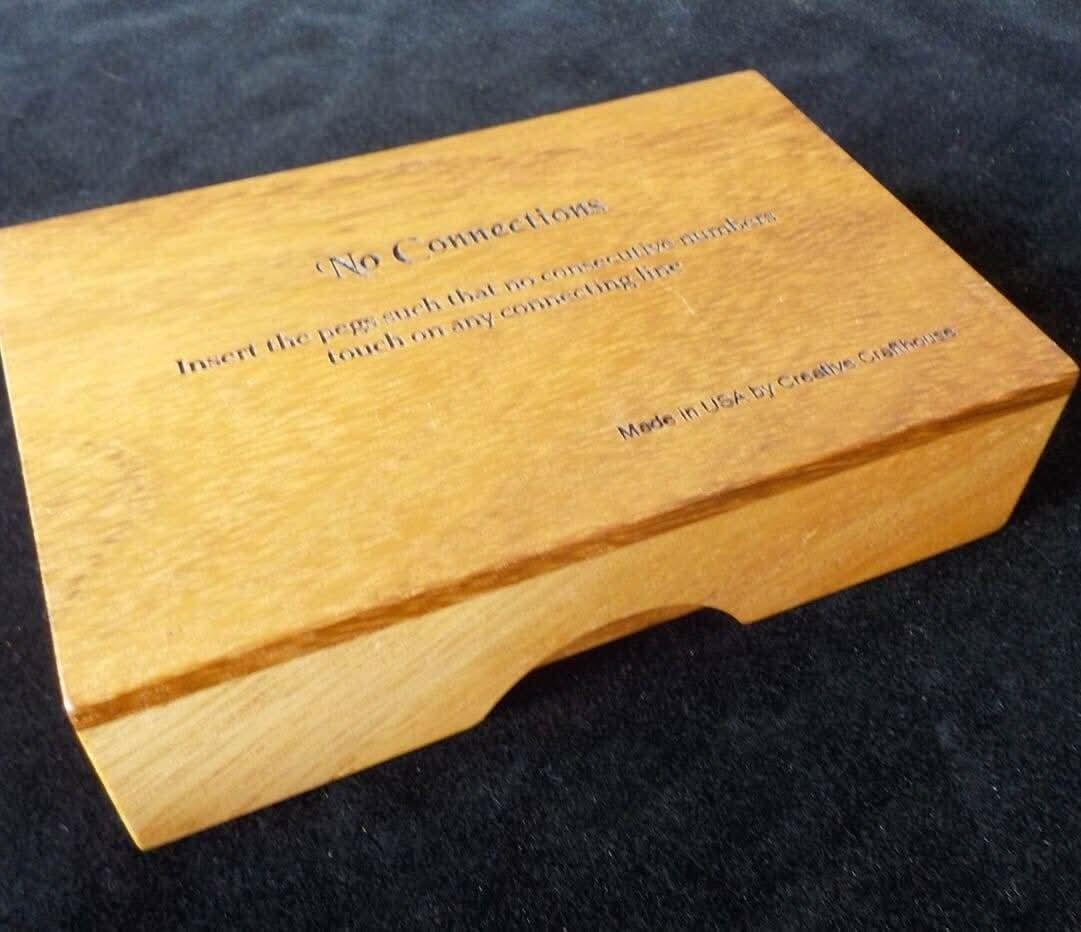 No Connections
Insert the pegs such that no consecutive numbers
touch on any connecting line
Made in USA by Creative Crafthouse